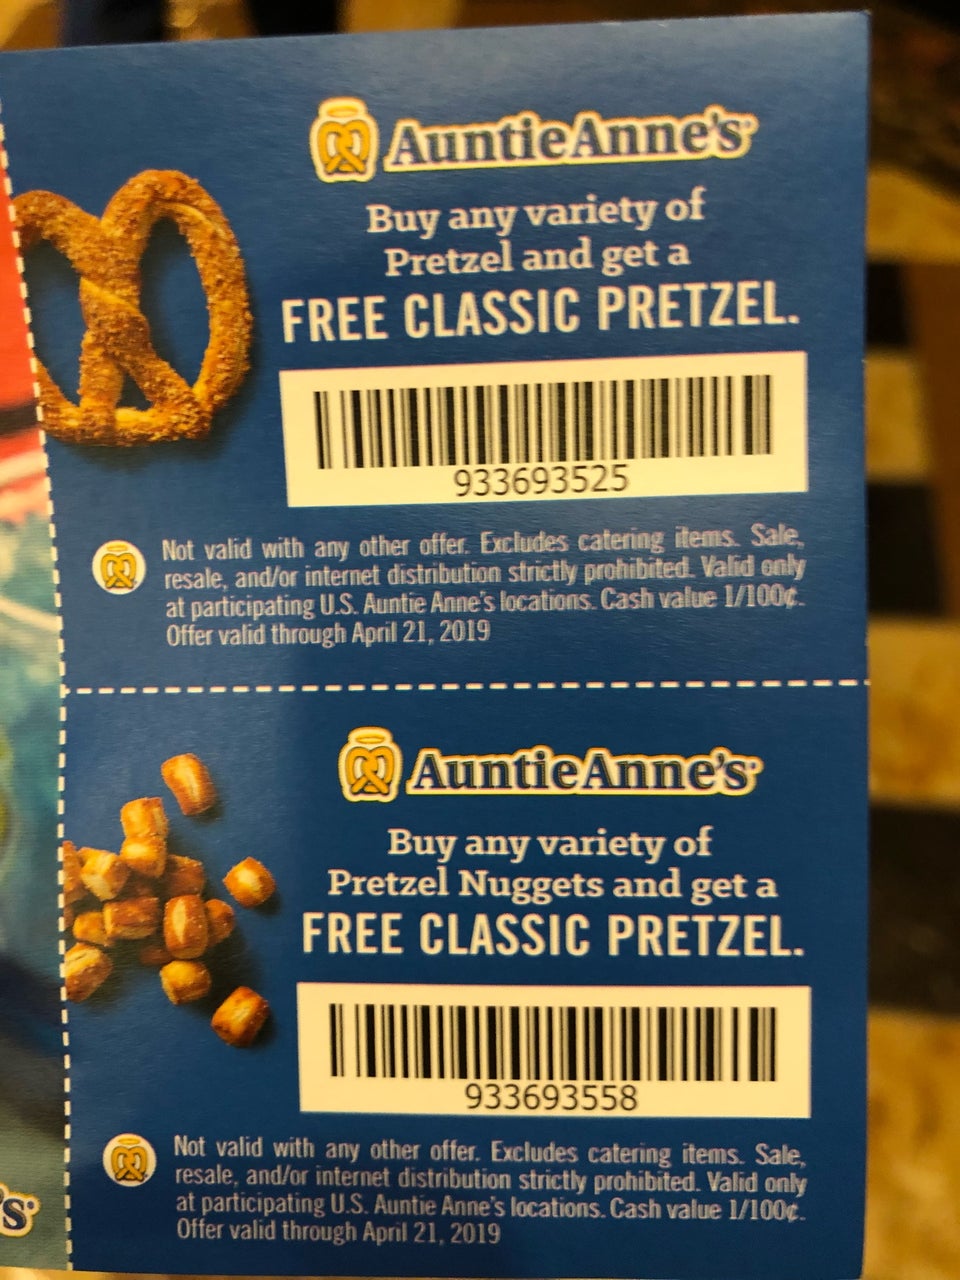 Auntie Anne's
Buy any variety of
Pretzel and get a
FREE CLASSIC PRETZEL.
933693525
Not valid with any other offer. Excludes catering items. Sale,
resale, and/or internet distribution strictly prohibited. Valid only
at participating U.S. Auntie Anne's locations. Cash value 1/100¢.
Offer valid through April 21, 2019
Auntie Anne's
Buy any variety of
Pretzel Nuggets and get a
FREE CLASSIC PRETZEL.
933693558
Not valid with any other offer. Excludes catering items. Sale,
resale, and/or internet distribution strictly prohibited. Valid only
at participating U.S. Auntie Anne's locations. Cash value 1/100¢.
Offer valid through April 21, 2019
's